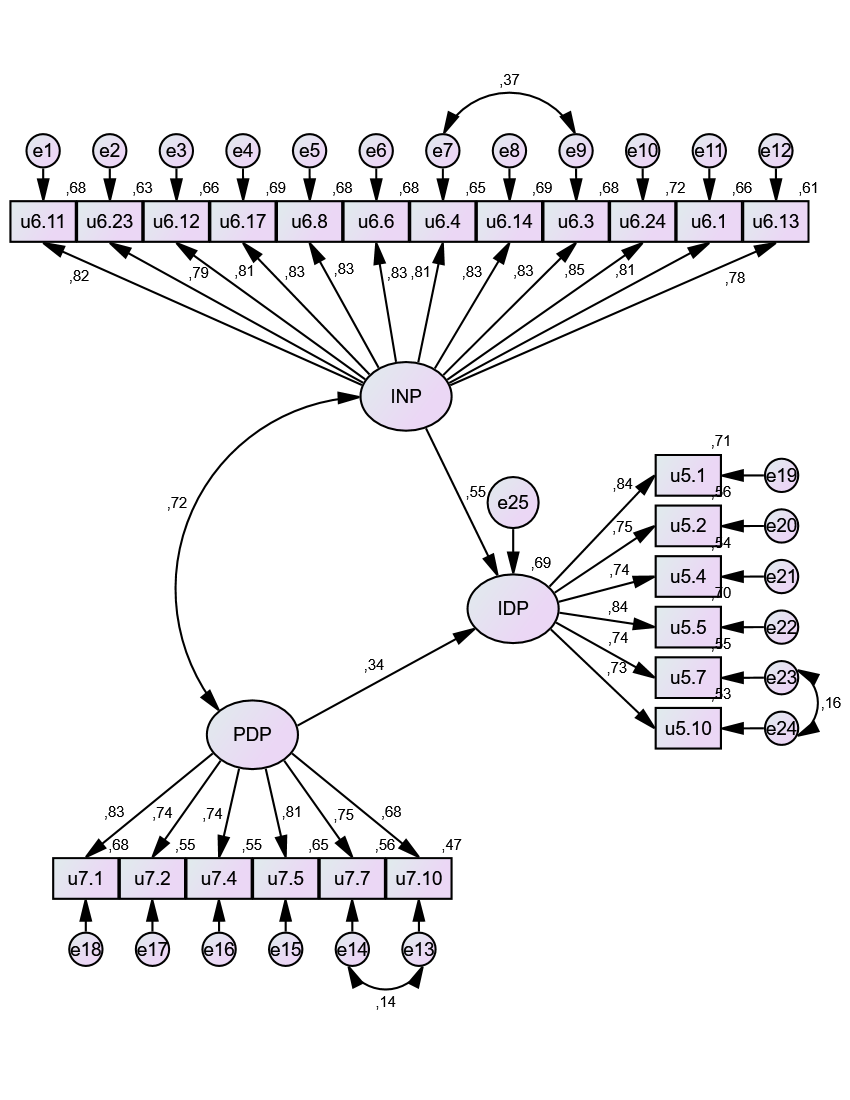 ,37
e1 e2 e3 e4 e5 e6 e7 e8 e9 e10 e11 e12
,68 ,63 ,66 ,69 ,68 ,68 ,65 ,69 ,68 ,72 ,66 ,61
u6.11 u6.23 u6.12 u6.17 u6.8 u6.6 u6.4 u6.14 u6.3 u6.24 u6.1 u6.13
,82 ,79 ,81 ,83 ,83 ,83 ,81 ,83 ,83 ,85 ,81 ,78
INP
,72
,55
e25
,69
IDP
,34
,71
,84 u5.1 e19
,56
,75 u5.2 e20
,54
,74 u5.4 e21
,70
,84 u5.5 e22
,55
,74 u5.7 e23
,53
,73 u5.10 e24
,16
PDP
,83 ,74 ,74 ,81 ,75 ,68
,68 ,55 ,55 ,65 ,56 ,47
u7.1 u7.2 u7.4 u7.5 u7.7 u7.10
e18 e17 e16 e15 e14 e13
,14